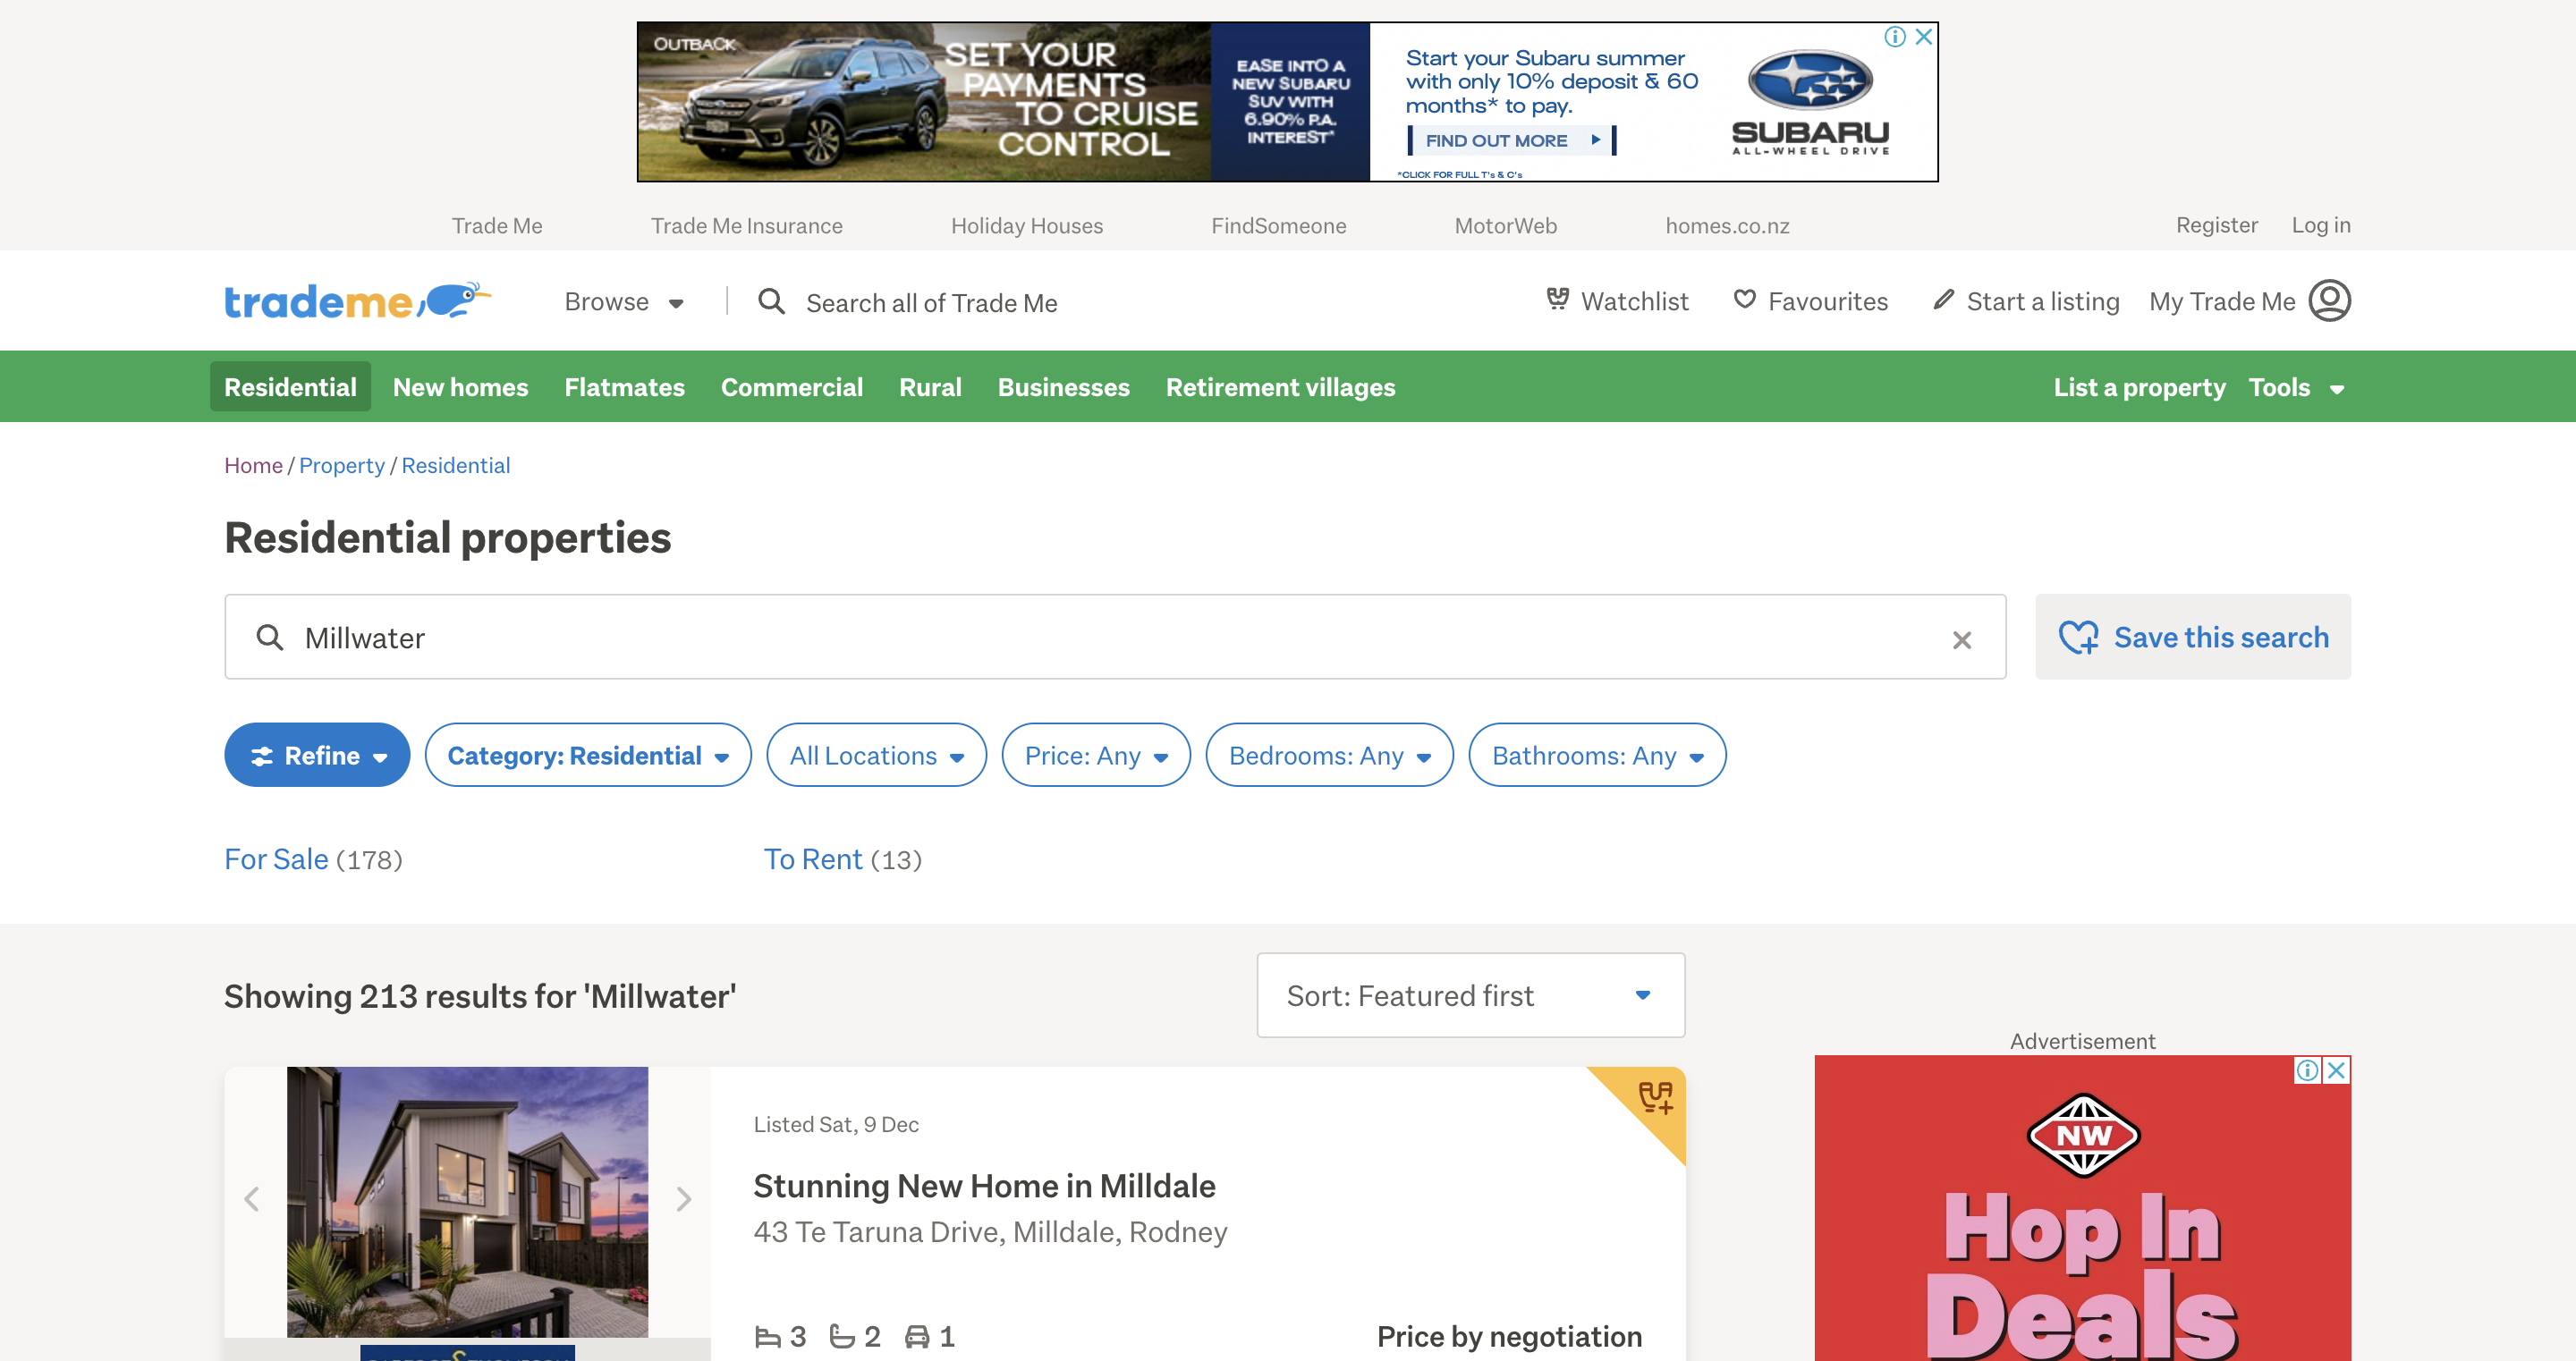 OUTBACK
SET YOUR
PAYMENTS
TO CRUISE
CONTROL
EASE INTO A
NEW SUBARU
SUV WITH
6.90% P.A.
INTEREST*
Start your Subaru summer
with only 10% deposit & 60
months* to pay.
FIND OUT MORE
*CLICK FOR FULL T's & C's
SUBARU
ALL-WHEEL DRIVE
Trade Me Trade Me Insurance Holiday Houses FindSomeone MotorWeb homes.co.nz Register Log in
trademe Browse Search all of Trade Me Watchlist Favourites Start a listing My Trade Me
Residential New homes Flatmates Commercial Rural Businesses Retirement villages List a property Tools
Home / Property / Residential
Residential properties
Millwater Save this search
Refine Category: Residential All Locations Price: Any Bedrooms: Any Bathrooms: Any
For Sale (178) To Rent (13)
Showing 213 results for 'Millwater' Sort: Featured first
Listed Sat, 9 Dec
Stunning New Home in Milldale
43 Te Taruna Drive, Milldale, Rodney
3 2 1 Price by negotiation
Advertisement
NW
Hop In
Deals